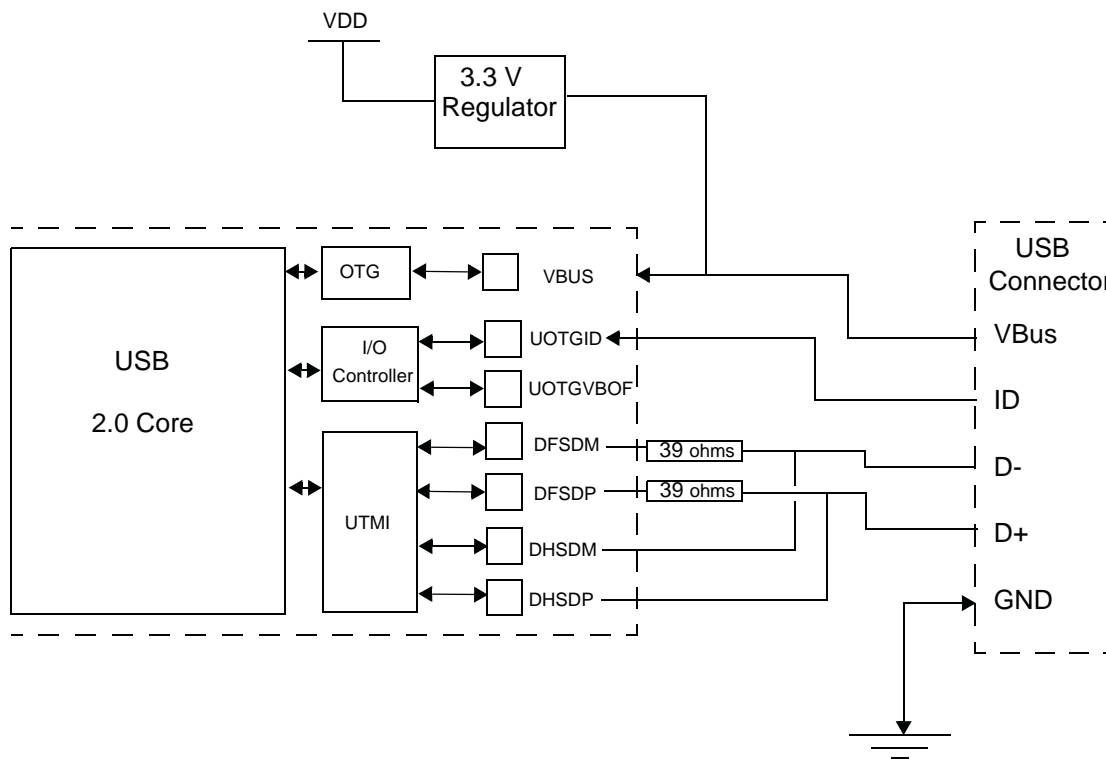 VDD
3.3 V
Regulator
USB
2.0 Core
OTG
I/O
Controller
UTMI
VBUS
UOTGID
UOTGVBOF
DFSDM
DFSDP
DHSDM
DHSDP
39 ohms
39 ohms
USB
Connector
VBus
ID
D-
D+
GND